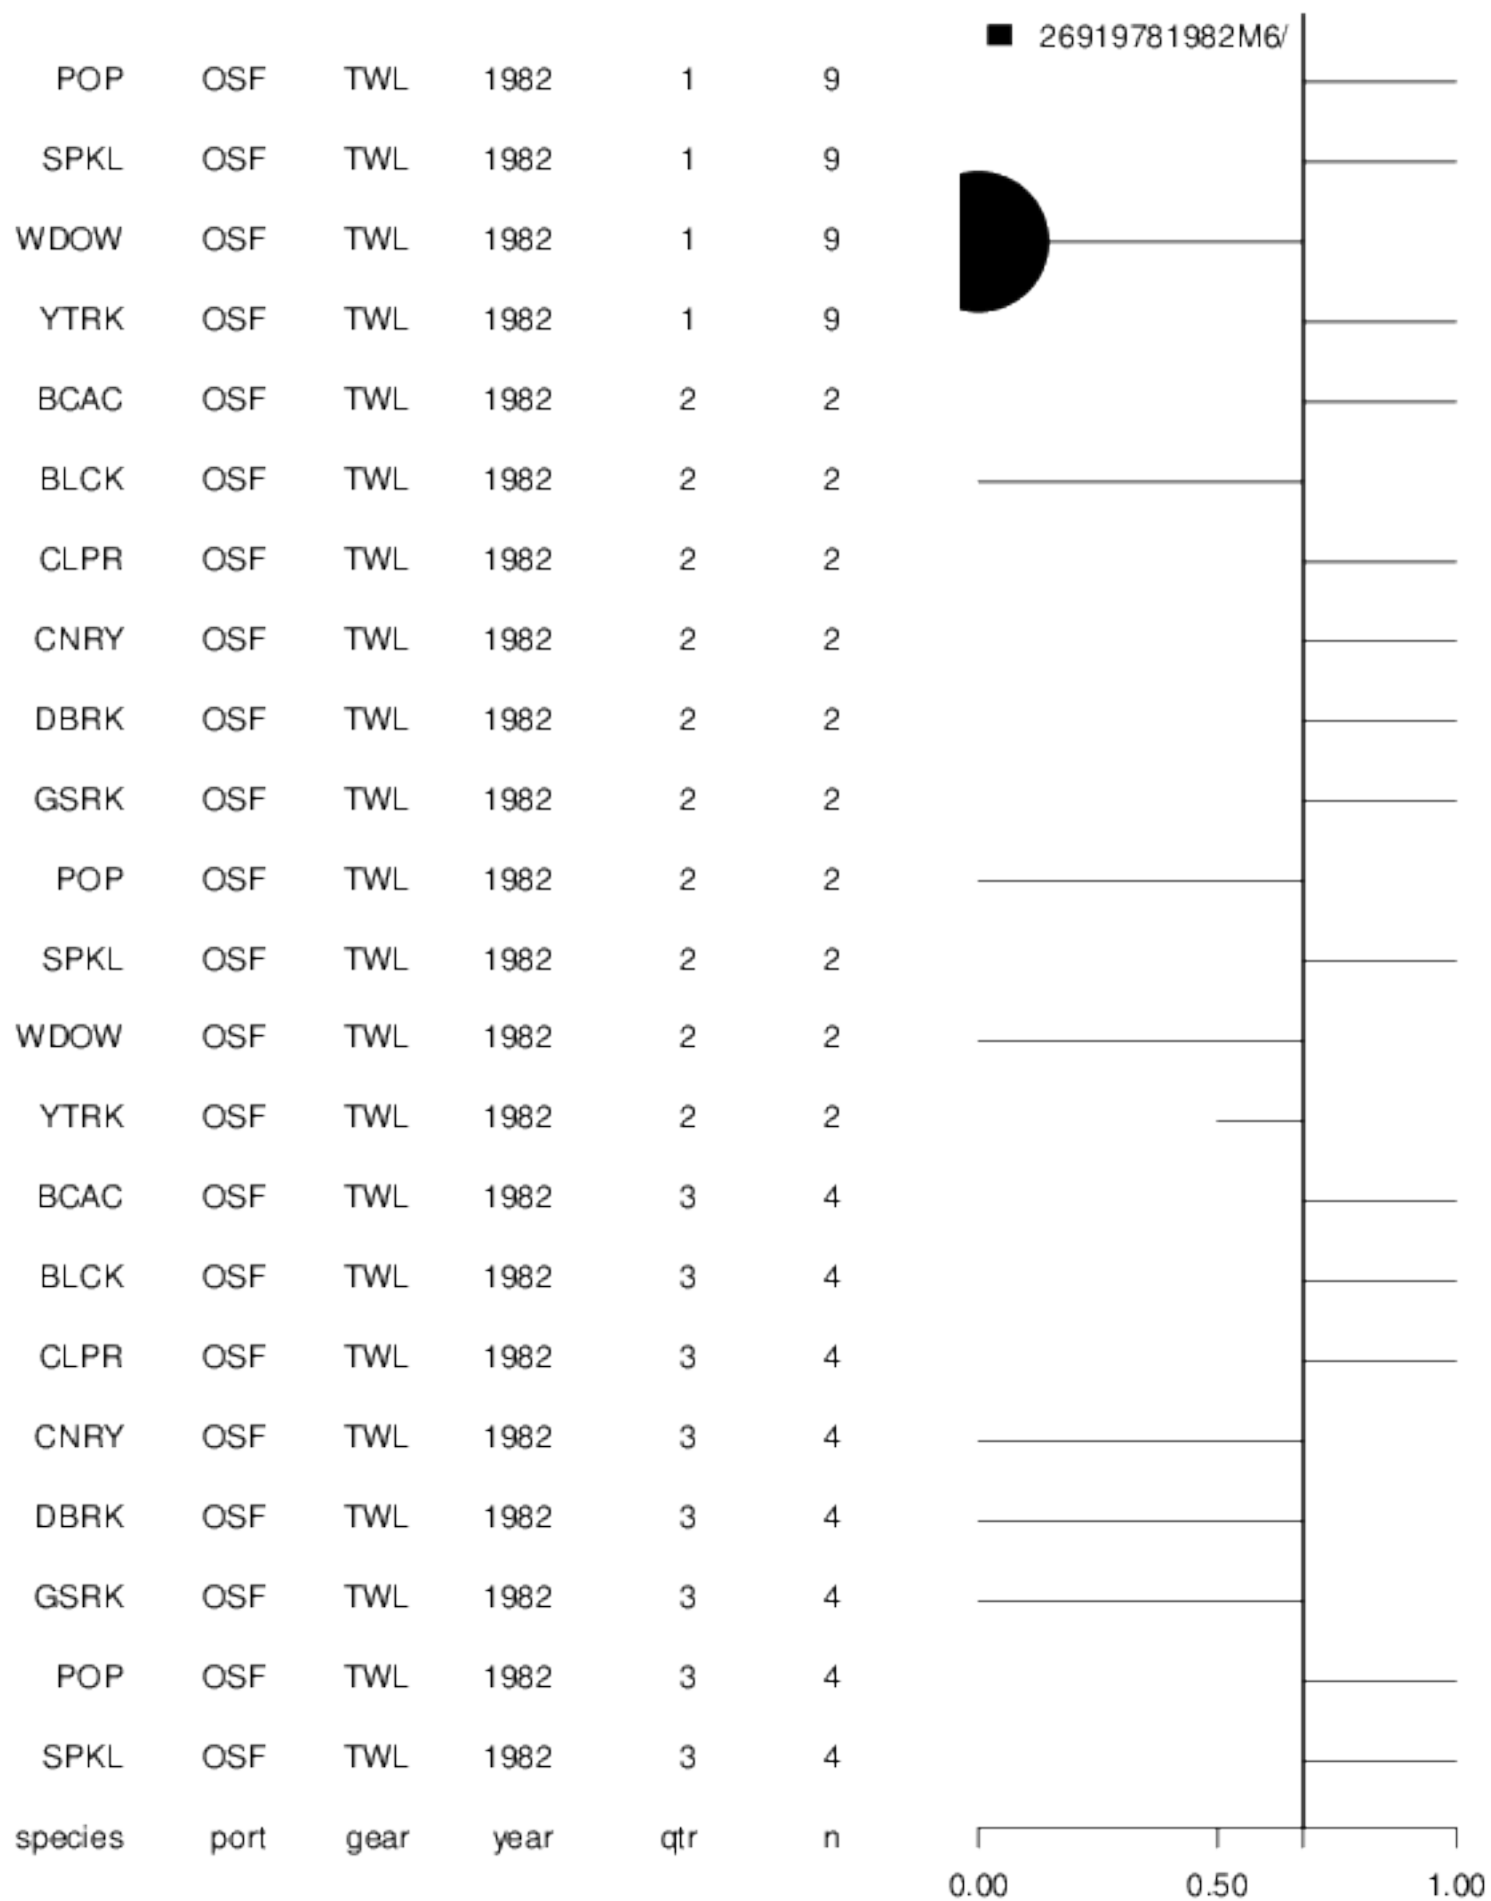 26919781982M6/
POP OSF TWL 1982 1 9
SPKL OSF TWL 1982 1 9
WDOW OSF TWL 1982 1 9
YTRK OSF TWL 1982 1 9
BCAC OSF TWL 1982 2 2
BLCK OSF TWL 1982 2 2
CLPR OSF TWL 1982 2 2
CNRY OSF TWL 1982 2 2
DBRK OSF TWL 1982 2 2
GSRK OSF TWL 1982 2 2
POP OSF TWL 1982 2 2
SPKL OSF TWL 1982 2 2
WDOW OSF TWL 1982 2 2
YTRK OSF TWL 1982 2 2
BCAC OSF TWL 1982 3 4
BLCK OSF TWL 1982 3 4
CLPR OSF TWL 1982 3 4
CNRY OSF TWL 1982 3 4
DBRK OSF TWL 1982 3 4
GSRK OSF TWL 1982 3 4
POP OSF TWL 1982 3 4
SPKL OSF TWL 1982 3 4
species port gear year qtr n
0.00 0.50 1.00